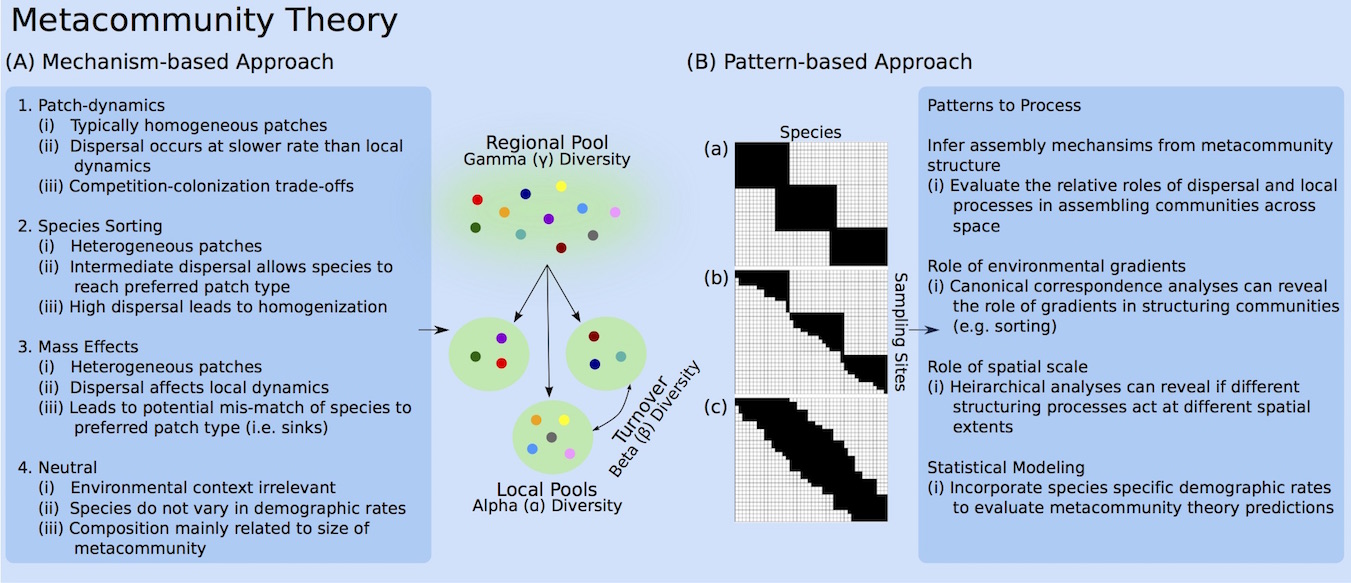 Metacommunity Theory
(A) Mechanism-based Approach
1. Patch-dynamics
(i) Typically homogeneous patches
(ii) Dispersal occurs at slower rate than local
dynamics
(iii) Competition-colonization trade-offs
2. Species Sorting
(i) Heterogeneous patches
(ii) Intermediate dispersal allows species to
reach preferred patch type
(iii) High dispersal leads to homogenization
3. Mass Effects
(i) Heterogeneous patches
(ii) Dispersal affects local dynamics
(iii) Leads to potential mis-match of species to
preferred patch type (i.e. sinks)
4. Neutral
(i) Environmental context irrelevant
(ii) Species do not vary in demographic rates
(iii) Composition mainly related to size of
metacommunity
Regional Pool
Gamma (γ) Diversity
Turnover
Beta (β) Diversity
Local Pools
Alpha (α) Diversity
(B) Pattern-based Approach
Species
(a)
(b)
(c)
Sampling Sites
Patterns to Process
Infer assembly mechansims from metacommunity
structure
(i) Evaluate the relative roles of dispersal and local
processes in assembling communities across
space
Role of environmental gradients
(i) Canonical correspondence analyses can reveal
the role of gradients in structuring communities
(e.g. sorting)
Role of spatial scale
(i) Heirarchical analyses can reveal if different
structuring processes act at different spatial
extents
Statistical Modeling
(i) Incorporate species specific demographic rates
to evaluate metacommunity theory predictions